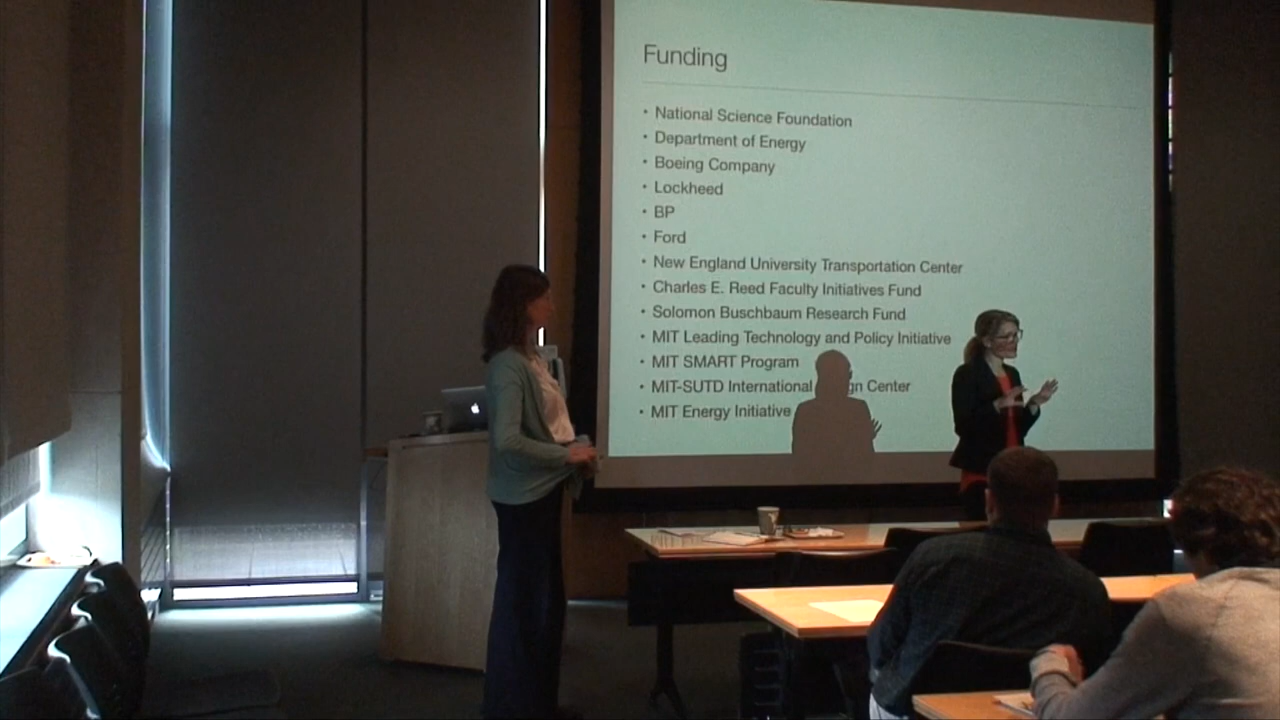 Funding
• National Science Foundation
• Department of Energy
• Boeing Company
• Lockheed
• BP
• Ford
• New England University Transportation Center
• Charles E. Reed Faculty Initiatives Fund
• Solomon Buschbaum Research Fund
• MIT Leading Technology and Policy Initiative
• MIT SMART Program
• MIT-SUTD International gn Center
• MIT Energy Initiative